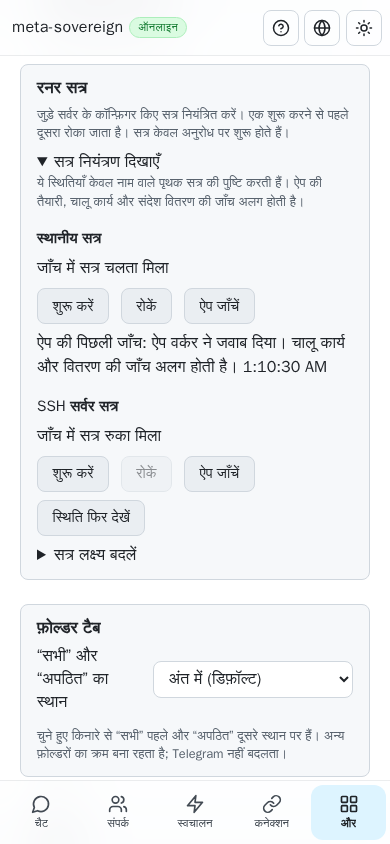 meta-sovereign ऑनलाइन
रनर सत्र
जुड़े सर्वर के कॉन्फ़िगर किए सत्र नियंत्रित करें। एक शुरू करने से पहले
दूसरा रोका जाता है। सत्र केवल अनुरोध पर शुरू होते हैं।
▼ सत्र नियंत्रण दिखाएँ
ये स्थितियाँ केवल नाम वाले पृथक सत्र की पुष्टि करती हैं। ऐप की
तैयारी, चालू कार्य और संदेश वितरण की जाँच अलग होती है।
स्थानीय सत्र
जाँच में सत्र चलता मिला
शुरू करें रोकें ऐप जाँचें
ऐप की पिछली जाँच: ऐप वर्कर ने जवाब दिया। चालू कार्य
और वितरण की जाँच अलग होती है। 1:10:30 AM
SSH सर्वर सत्र
जाँच में सत्र रुका मिला
शुरू करें रोकें ऐप जाँचें
स्थिति फिर देखें
▶ सत्र लक्ष्य बदलें
फ़ोल्डर टैब
“सभी” और
“अपठित” का
स्थान
अंत में (डिफ़ॉल्ट)
चुने हुए किनारे से “सभी” पहले और “अपठित” दूसरे स्थान पर हैं। अन्य
फ़ोल्डरों का क्रम बना रहता है; Telegram नहीं बदलता।
चैट संपर्क स्वचालन कनेक्शन और